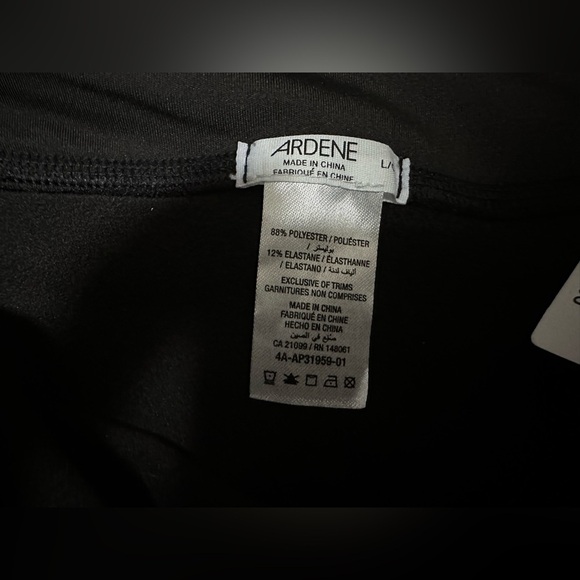 ARDENE
L/
MADE IN CHINA
FABRIQUÉ EN CHINE
88% POLYESTER / POLIÉSTER
/ بوليستر
12% ELASTANE / ÉLASTHANNE
/ ELASTANO / ألياف لدنة
EXCLUSIVE OF TRIMS
GARNITURES NON COMPRISES
MADE IN CHINA
FABRIQUÉ EN CHINE
HECHO EN CHINA
صنع في الصين
CA 21099 / RN 148061
4A-AP31959-01